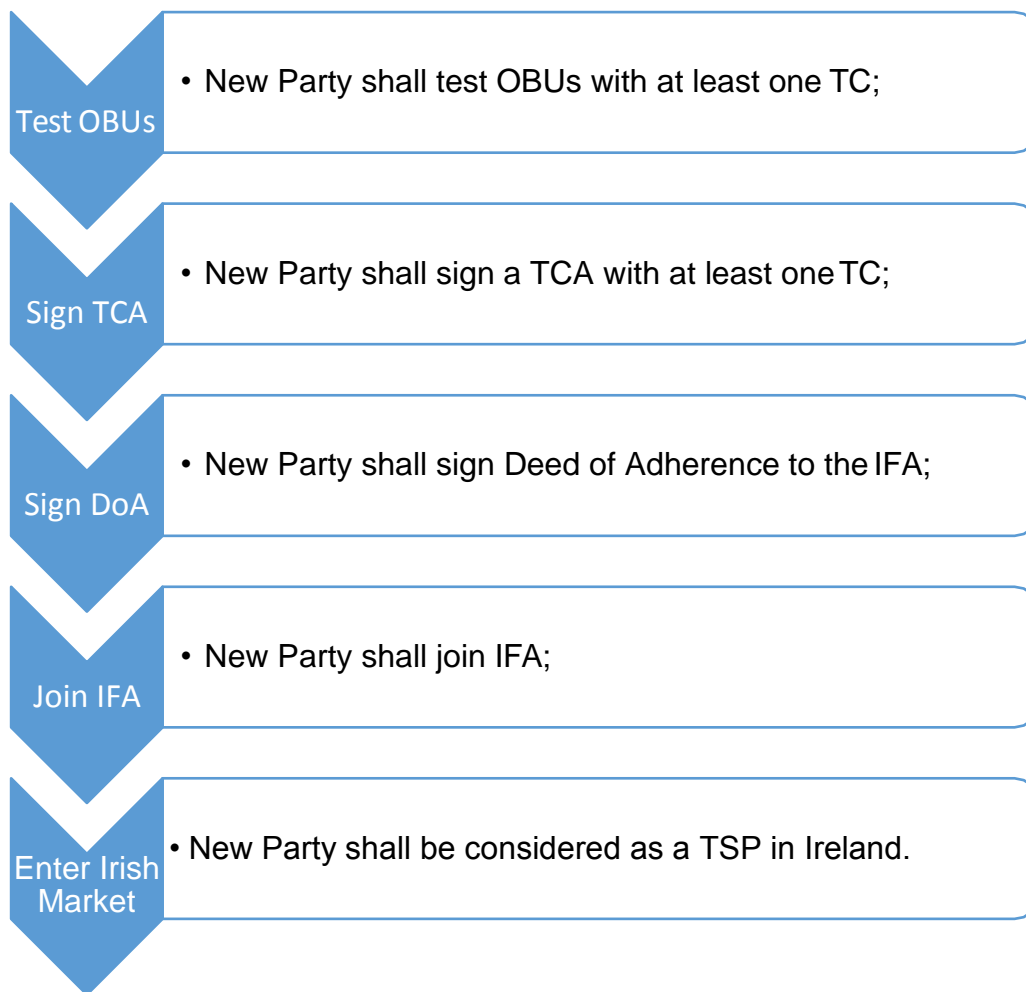 Test OBUs
• New Party shall test OBUs with at least one TC;
Sign TCA
• New Party shall sign a TCA with at least one TC;
Sign DoA
• New Party shall sign Deed of Adherence to the IFA;
Join IFA
• New Party shall join IFA;
Enter Irish
Market
• New Party shall be considered as a TSP in Ireland.